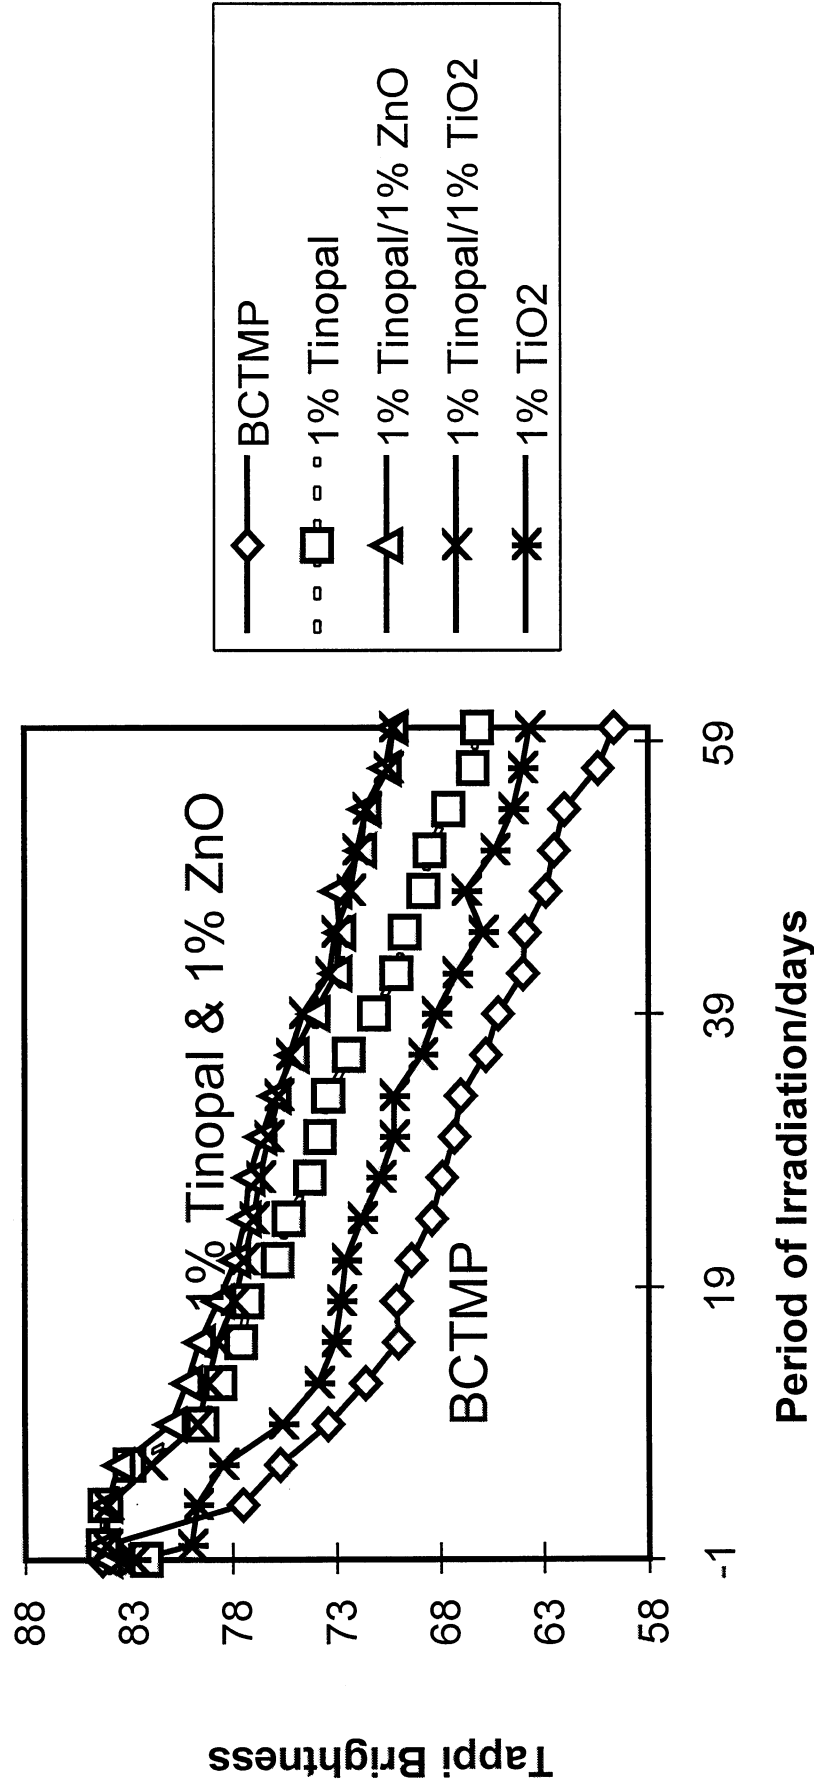 Tappi Brightness
88
83
78
73
68
63
58
-1
19
39
59
Period of Irradiation/days
1% Tinopal & 1% ZnO
BCTMP
BCTMP
1% Tinopal
1% Tinopal/1% ZnO
1% Tinopal/1% TiO2
1% TiO2